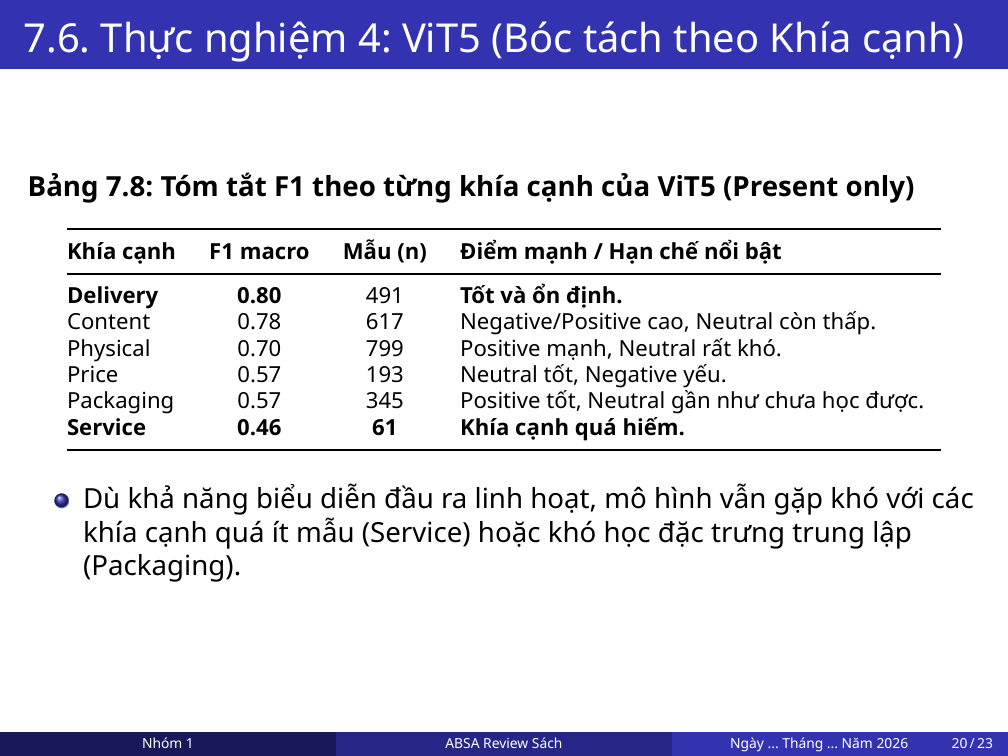 7.6. Thực nghiệm 4: ViT5 (Bóc tách theo Khía cạnh)
Bảng 7.8: Tóm tắt F1 theo từng khía cạnh của ViT5 (Present only)
Khía cạnh F1 macro Mẫu (n) Điểm mạnh / Hạn chế nổi bật
Delivery 0.80 491 Tốt và ổn định.
Content 0.78 617 Negative/Positive cao, Neutral còn thấp.
Physical 0.70 799 Positive mạnh, Neutral rất khó.
Price 0.57 193 Neutral tốt, Negative yếu.
Packaging 0.57 345 Positive tốt, Neutral gần như chưa học được.
Service 0.46 61 Khía cạnh quá hiếm.
Dù khả năng biểu diễn đầu ra linh hoạt, mô hình vẫn gặp khó với các
khía cạnh quá ít mẫu (Service) hoặc khó học đặc trưng trung lập
(Packaging).
Nhóm 1 ABSA Review Sách Ngày ... Tháng ... Năm 2026 20 / 23